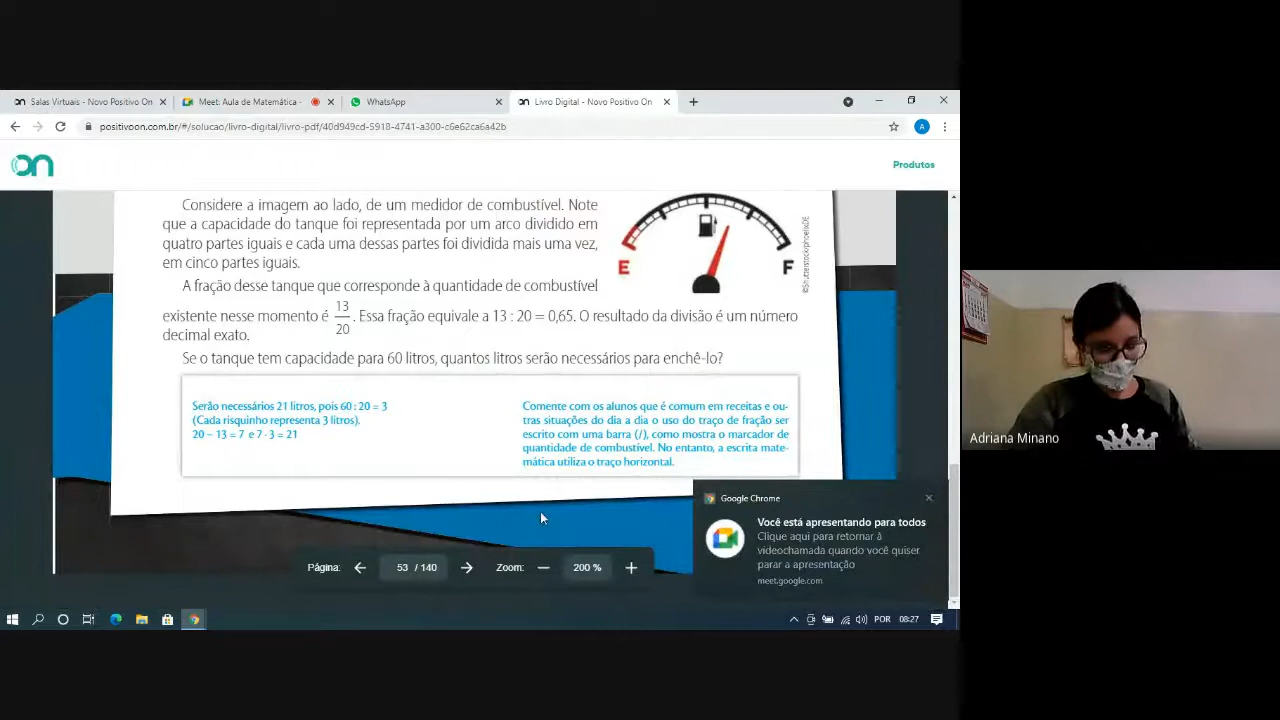 Salas Virtuais - Novo Positivo On
Meet: Aula de Matemática -
WhatsApp
Livro Digital - Novo Positivo On
positivoon.com.br/#/solucao/livro-digital/livro-pdf/40d949cd-5918-4741-a300-c6e62ca6a42b
A
on
Produtos
Considere a imagem ao lado, de um medidor de combustível. Note
que a capacidade do tanque foi representada por um arco dividido em
quatro partes iguais e cada uma dessas partes foi dividida mais uma vez,
em cinco partes iguais.
E
F
©Shutterstock/phoelixDE
A fração desse tanque que corresponde à quantidade de combustível
existente nesse momento é 13/20. Essa fração equivale a 13 : 20 = 0,65. O resultado da divisão é um número
decimal exato.
Se o tanque tem capacidade para 60 litros, quantos litros serão necessários para enchê-lo?
Serão necessários 21 litros, pois 60 : 20 = 3
(Cada risquinho representa 3 litros).
20 – 13 = 7 e 7 · 3 = 21
Comente com os alunos que é comum em receitas e ou-
tras situações do dia a dia o uso do traço de fração ser
escrito com uma barra (/), como mostra o marcador de
quantidade de combustível. No entanto, a escrita mate-
mática utiliza o traço horizontal.
Página: 53 / 140 Zoom: 200 %
Google Chrome
Você está apresentando para todos
Clique aqui para retornar à
videochamada quando você quiser
parar a apresentação
meet.google.com
POR 08:27
Adriana Minano